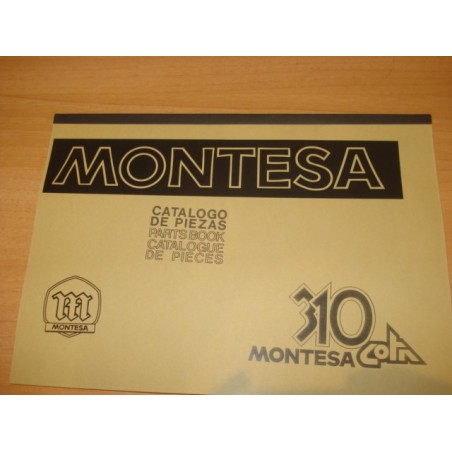 MONTESA
CATALOGO
DE PIEZAS
PARTS BOOK
CATALOGUE
DE PIECES
m
MONTESA
310
MONTESA cota